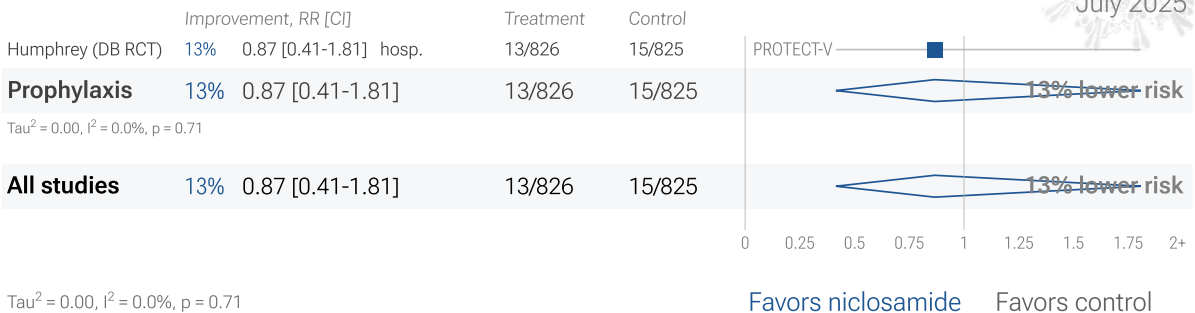 July 2025
Improvement, RR [CI] Treatment Control
Humphrey (DB RCT) 13% 0.87 [0.41-1.81] hosp. 13/826 15/825 PROTECT-V
Prophylaxis 13% 0.87 [0.41-1.81] 13/826 15/825 13% lower risk
Tau² = 0.00, I² = 0.0%, p = 0.71
All studies 13% 0.87 [0.41-1.81] 13/826 15/825 13% lower risk
0 0.25 0.5 0.75 1 1.25 1.5 1.75 2+
Tau² = 0.00, I² = 0.0%, p = 0.71 Favors niclosamide Favors control